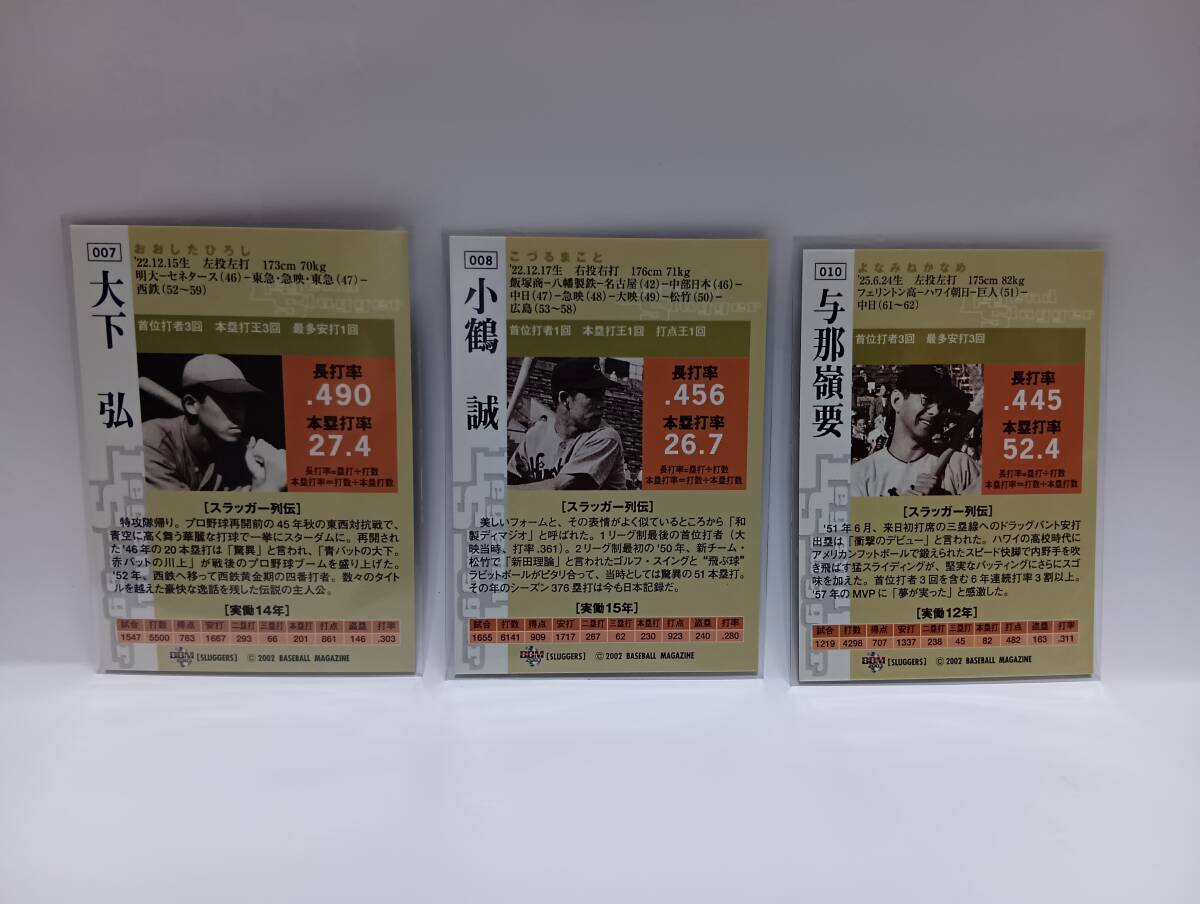 007
大下 弘
おおしたひろし
'22.12.15生 左投左打 173cm 70kg
明大−セネタース(46)−東急・急映・東急(47)−
西鉄(52〜59)
首位打者3回 本塁打王3回 最多安打1回
長打率
.490
本塁打率
27.4
長打率=塁打÷打数
本塁打率=打数÷本塁打数
[スラッガー列伝]
特攻隊帰り。プロ野球再開前の45年秋の東西対抗戦で、
青空に高く舞う華麗な打球で一挙にスターダムに。再開され
た'46年の20本塁打は「驚異」と言われ、「青バットの大下。
赤バットの川上」が戦後のプロ野球ブームを盛り上げた。
'52年、西鉄へ移って西鉄黄金期の四番打者。数々のタイト
ルを越えた豪快な逸話を残した伝説の主人公。
[実働14年]
試合 打数 得点 安打 二塁打 三塁打 本塁打 打点 盗塁 打率
1547 5500 763 1667 293 66 201 861 146 .303
BBM [SLUGGERS] © 2002 BASEBALL MAGAZINE
008
小鶴 誠
こづるまこと
'22.12.17生 右投右打 176cm 71kg
飯塚商−八幡製鉄−名古屋(42)−中部日本(46)−
中日(47)−急映(48)−大映(49)−松竹(50)−
広島(53〜58)
首位打者1回 本塁打王1回 打点王1回
長打率
.456
本塁打率
26.7
長打率=塁打÷打数
本塁打率=打数÷本塁打数
[スラッガー列伝]
美しいフォームと、その表情がよく似ているところから「和
製ディマジオ」と呼ばれた。1リーグ制最後の首位打者(大
映当時、打率.361)。2リーグ制最初の'50年、新チーム・
松竹で「新田理論」と言われたゴルフ・スイングと“飛ぶ球”
ラビットボールがピタリ合って、当時としては驚異の51本塁打。
その年のシーズン376塁打は今も日本記録だ。
[実働15年]
試合 打数 得点 安打 二塁打 三塁打 本塁打 打点 盗塁 打率
1655 6141 909 1717 267 62 230 923 240 .280
BBM [SLUGGERS] © 2002 BASEBALL MAGAZINE
010
与那嶺要
よなみねかなめ
'25.6.24生 左投左打 175cm 82kg
フェリントン高−ハワイ朝日−巨人(51)−
中日(61〜62)
首位打者3回 最多安打3回
長打率
.445
本塁打率
52.4
長打率=塁打÷打数
本塁打率=打数÷本塁打数
[スラッガー列伝]
'51年6月、来日初打席の三塁線へのドラッグバント安打
出塁は「衝撃のデビュー」と言われた。ハワイの高校時代に
アメリカンフットボールで鍛えられたスピード快脚で内野手を吹
き飛ばす猛スライディングが、堅実なバッティングにさらにスゴ
味を加えた。首位打者3回を含む6年連続打率3割以上。
'57年のMVPに「夢が実った」と感激した。
[実働12年]
試合 打数 得点 安打 二塁打 三塁打 本塁打 打点 盗塁 打率
1219 4298 707 1337 238 45 82 482 163 .311
BBM [SLUGGERS] © 2002 BASEBALL MAGAZINE